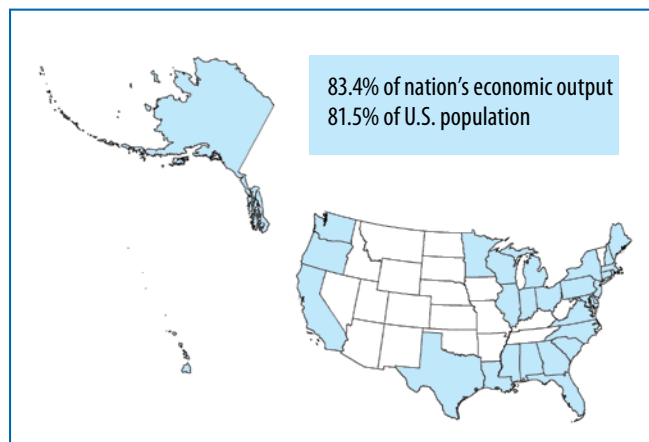 83.4% of nation’s economic output
81.5% of U.S. population